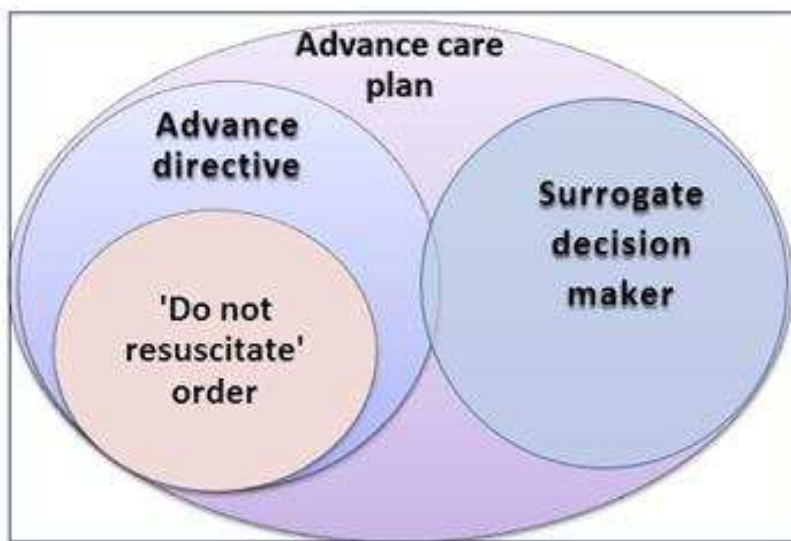 Advance care
plan
Advance
directive
Surrogate
decision
maker
'Do not
resuscitate'
order